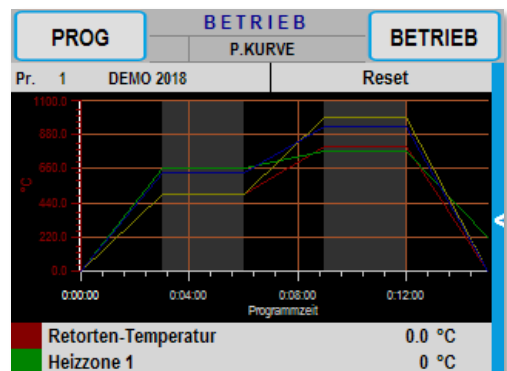 PROG
BETRIEB
P.KURVE
BETRIEB
Pr. 1 DEMO 2018 Reset
1100.0
880.0
660.0
°C
440.0
220.0
0.0
0:00:00 0:04:00 0:08:00 0:12:00
Programmzeit
Retorten-Temperatur 0.0 °C
Heizzone 1 0 °C
<